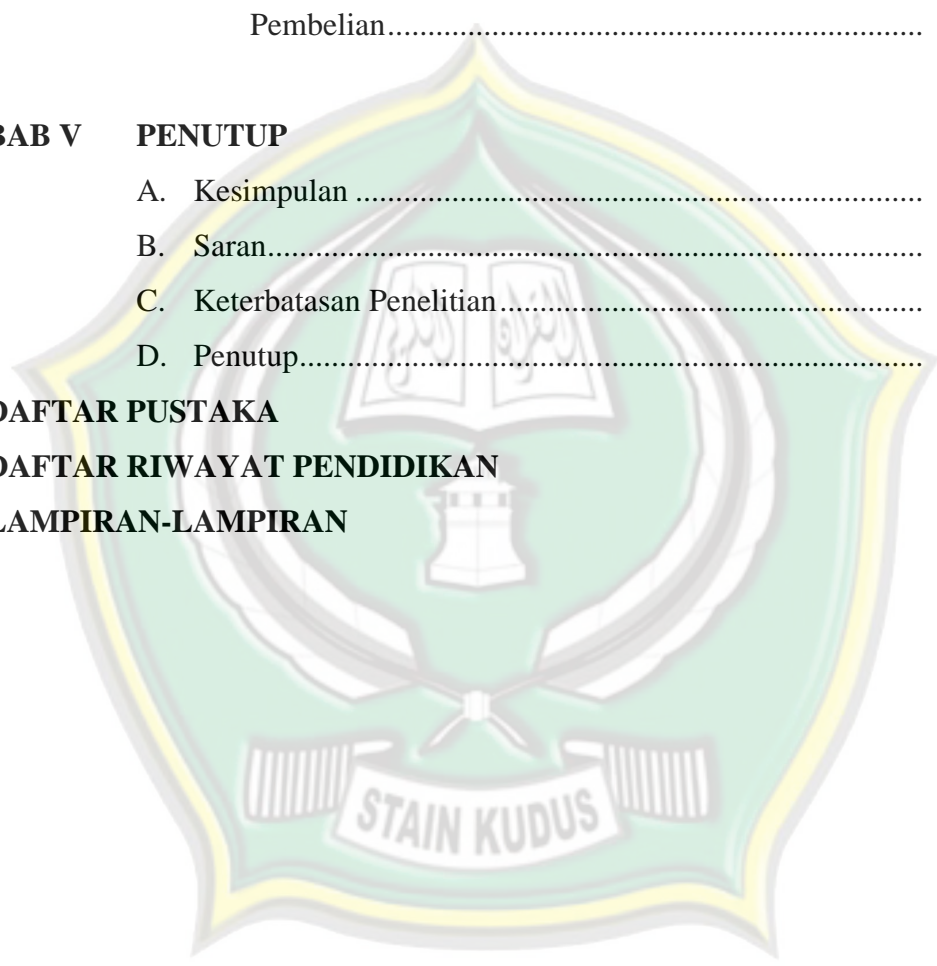 Pembelian..................................................................
BAB V PENUTUP
A. Kesimpulan ......................................................................
B. Saran.................................................................................
C. Keterbatasan Penelitian....................................................
D. Penutup.............................................................................
DAFTAR PUSTAKA
DAFTAR RIWAYAT PENDIDIKAN
LAMPIRAN-LAMPIRAN
STAIN KUDUS